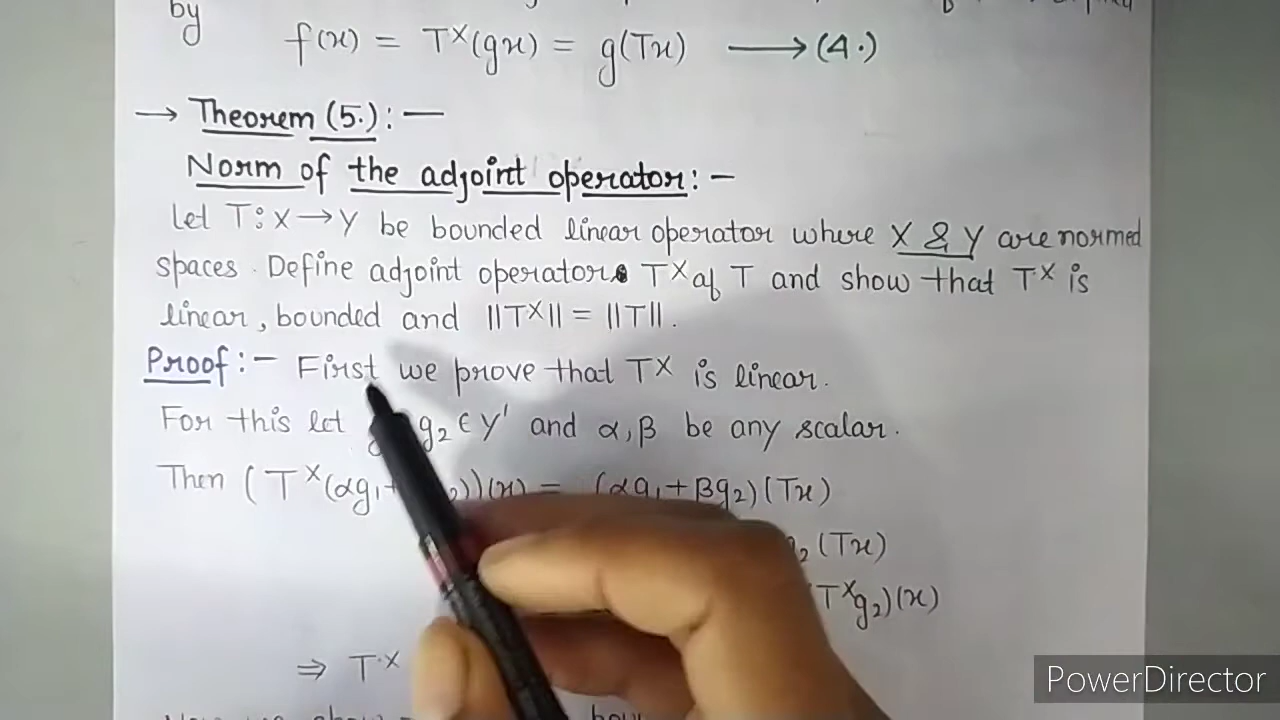 by
f(x) = T^×(gx) = g(Tx) ⟶ (4.)
→ Theorem (5.): —
Norm of the adjoint operator: –
Let T: X → Y be bounded linear operator where X & Y are normed
spaces. Define adjoint operator T^× of T and show that T^× is
linear, bounded and ||T^×|| = ||T||.
Proof: – First we prove that T^× is linear.
For this let g₂ ∈ Y' and α, β be any scalar.
Then (T^×(αg₁+ ₂))(x) = (αg₁ + βg₂)(Tx)
g₂(Tx)
(T^×g₂)(x)
⇒ T^×
PowerDirector